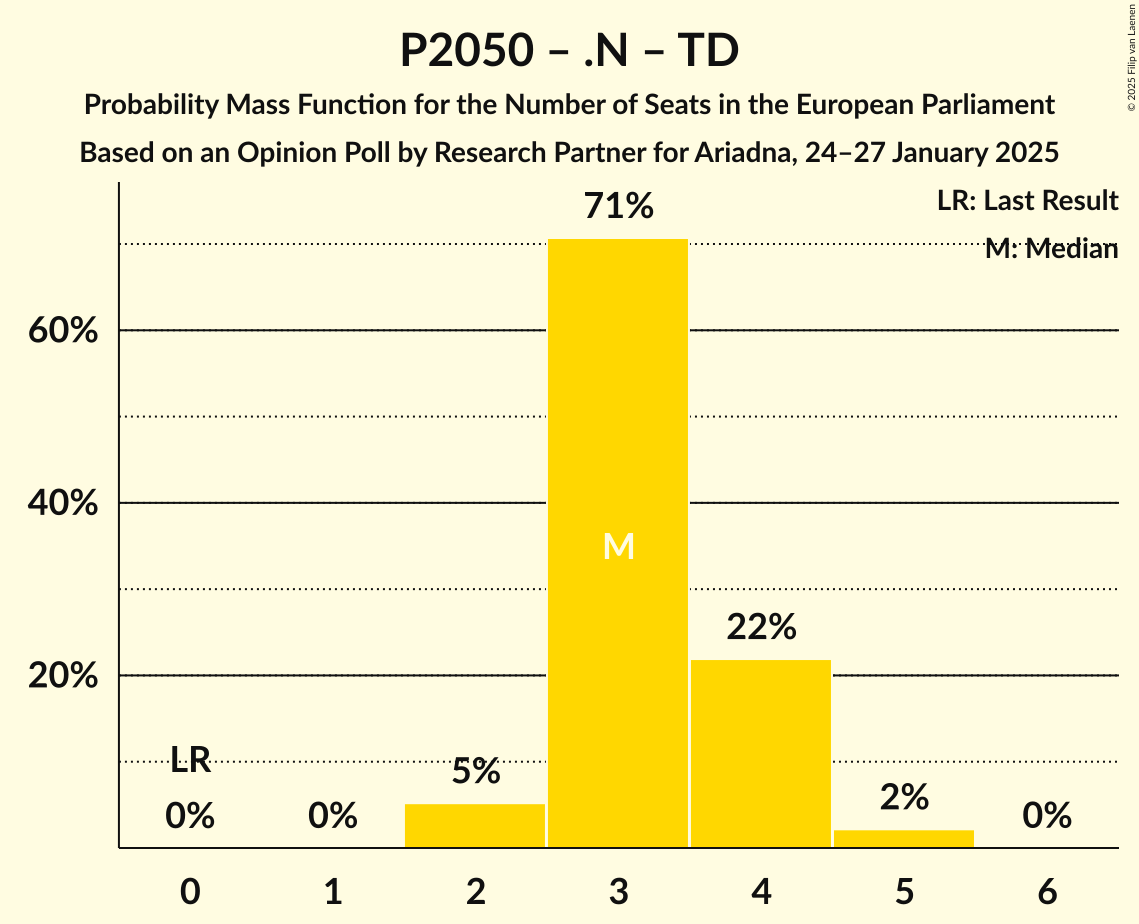 P2050 – .N – TD
Probability Mass Function for the Number of Seats in the European Parliament
Based on an Opinion Poll by Research Partner for Ariadna, 24–27 January 2025
© 2025 Filip van Laenen
LR: Last Result
M: Median
71%
60%
40%
M
22%
20%
LR
5%
2%
0%
0%
0%
0 1 2 3 4 5 6